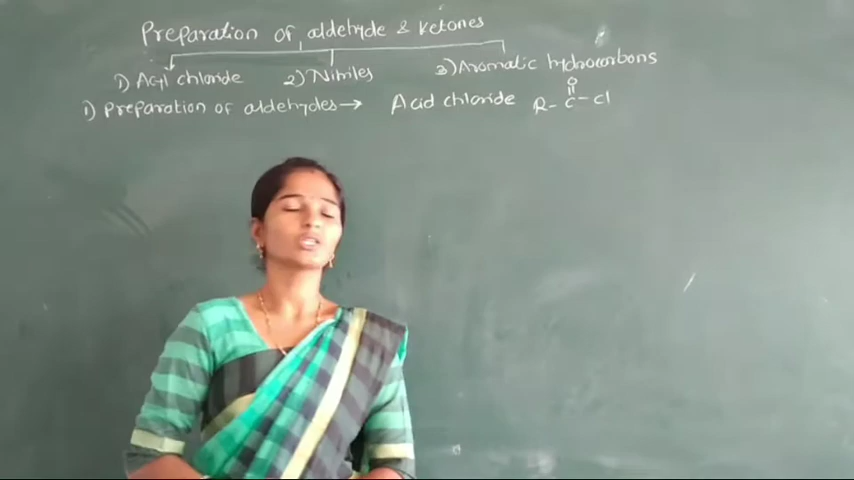 Preparation of aldehyde & Ketones
1) Acyl chloride 2) Nitriles 3) Aromatic hydrocarbons
1) Preparation of aldehydes → Acid chloride R-C-Cl
O